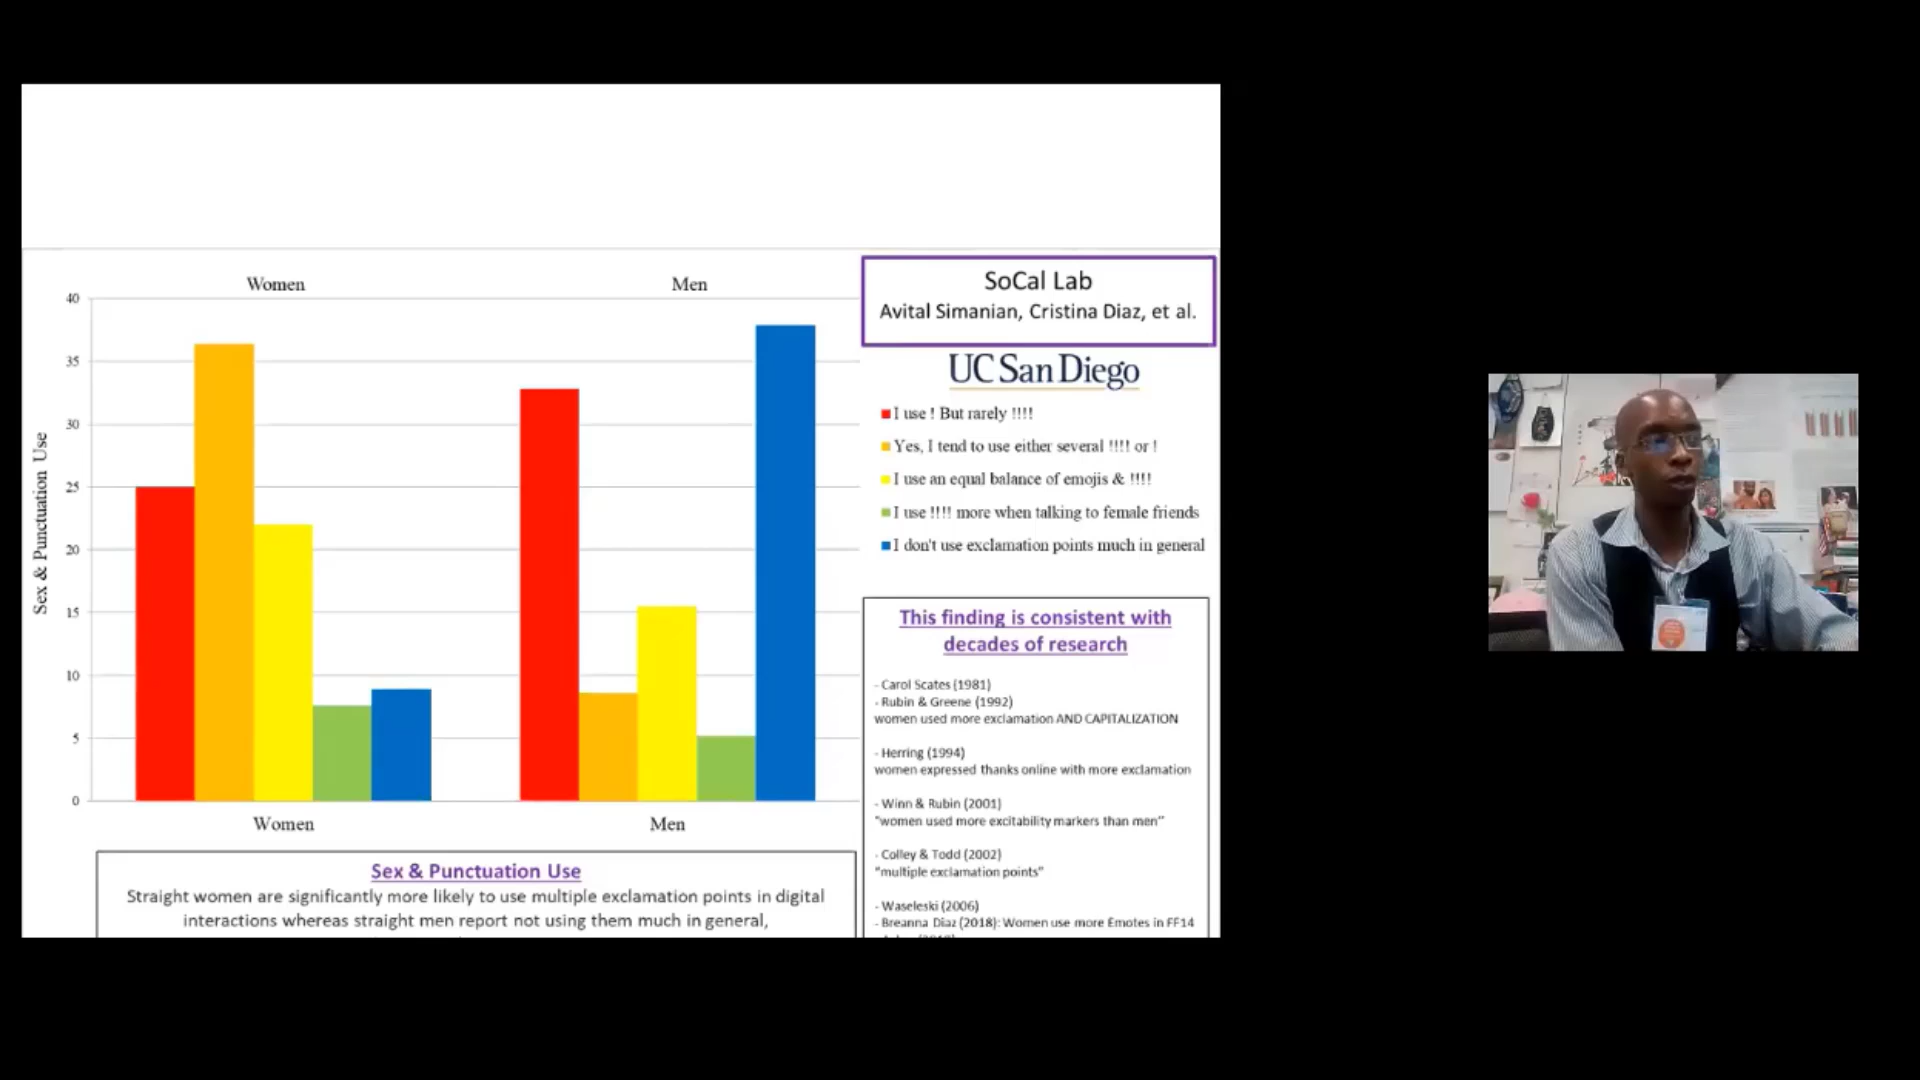 Women
Men
40
35
30
25
20
15
10
5
0
Sex & Punctuation Use
Women
Men
Sex & Punctuation Use
Straight women are significantly more likely to use multiple exclamation points in digital
interactions whereas straight men report not using them much in general,
SoCal Lab
Avital Simanian, Cristina Diaz, et al.
UC San Diego
I use ! But rarely !!!!
Yes, I tend to use either several !!!! or !
I use an equal balance of emojis & !!!!
I use !!!! more when talking to female friends
I don't use exclamation points much in general
This finding is consistent with
decades of research
- Carol Scates (1981)
- Rubin & Greene (1992)
women used more exclamation AND CAPITALIZATION
- Herring (1994)
women expressed thanks online with more exclamation
- Winn & Rubin (2001)
"women used more excitability markers than men"
- Colley & Todd (2002)
"multiple exclamation points"
- Waseleski (2006)
- Breanna Diaz (2018): Women use more Emotes in FF14